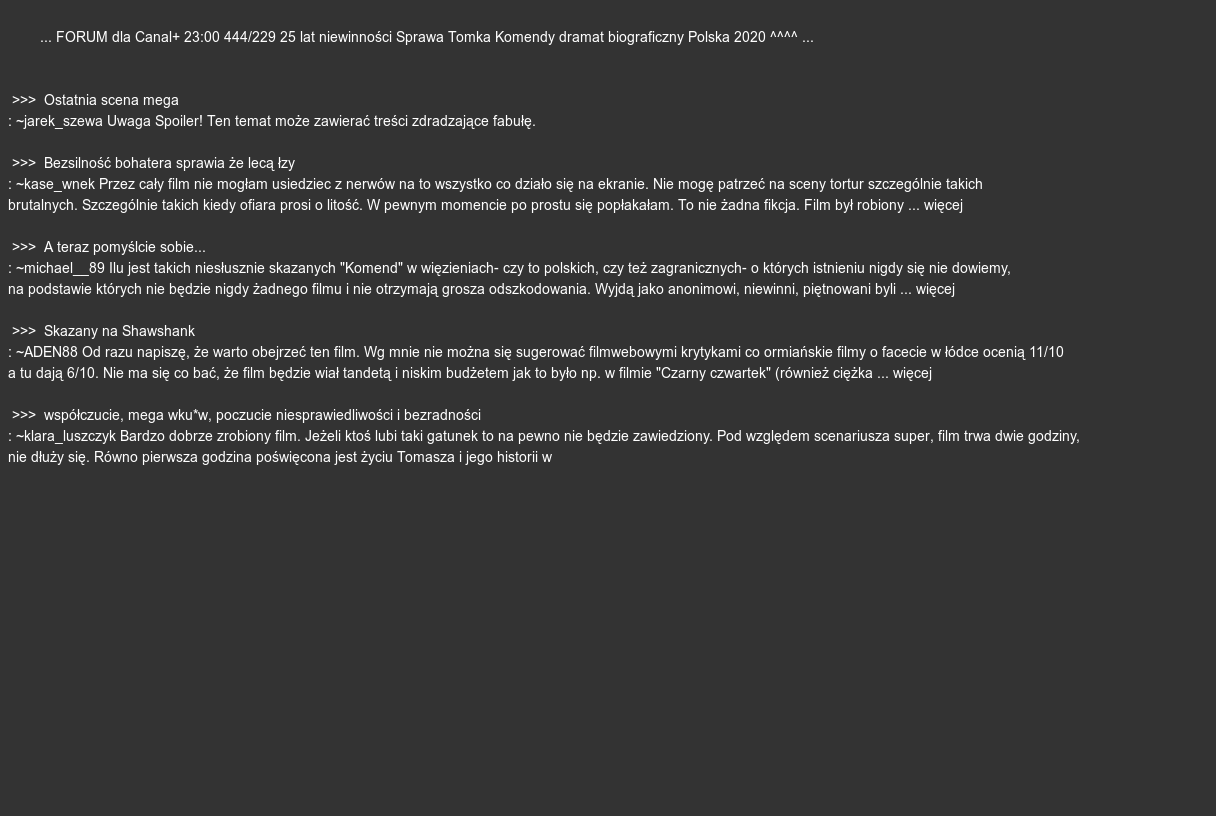 ... FORUM dla Canal+ 23:00 444/229 25 lat niewinności Sprawa Tomka Komendy dramat biograficzny Polska 2020 ^^^^ ...
>>> Ostatnia scena mega
: ~jarek_szewa Uwaga Spoiler! Ten temat może zawierać treści zdradzające fabułę.
>>> Bezsilność bohatera sprawia że lecą łzy
: ~kase_wnek Przez cały film nie mogłam usiedziec z nerwów na to wszystko co działo się na ekranie. Nie mogę patrzeć na sceny tortur szczególnie takich
brutalnych. Szczególnie takich kiedy ofiara prosi o litość. W pewnym momencie po prostu się popłakałam. To nie żadna fikcja. Film był robiony ... więcej
>>> A teraz pomyślcie sobie...
: ~michael__89 Ilu jest takich niesłusznie skazanych "Komend" w więzieniach- czy to polskich, czy też zagranicznych- o których istnieniu nigdy się nie dowiemy,
na podstawie których nie będzie nigdy żadnego filmu i nie otrzymają grosza odszkodowania. Wyjdą jako anonimowi, niewinni, piętnowani byli ... więcej
>>> Skazany na Shawshank
: ~ADEN88 Od razu napiszę, że warto obejrzeć ten film. Wg mnie nie można się sugerować filmwebowymi krytykami co ormiańskie filmy o facecie w łódce ocenią 11/10
a tu dają 6/10. Nie ma się co bać, że film będzie wiał tandetą i niskim budżetem jak to było np. w filmie "Czarny czwartek" (również ciężka ... więcej
>>> współczucie, mega wku*w, poczucie niesprawiedliwości i bezradności
: ~klara_luszczyk Bardzo dobrze zrobiony film. Jeżeli ktoś lubi taki gatunek to na pewno nie będzie zawiedziony. Pod względem scenariusza super, film trwa dwie godziny,
nie dłuży się. Równo pierwsza godzina poświęcona jest życiu Tomasza i jego historii w